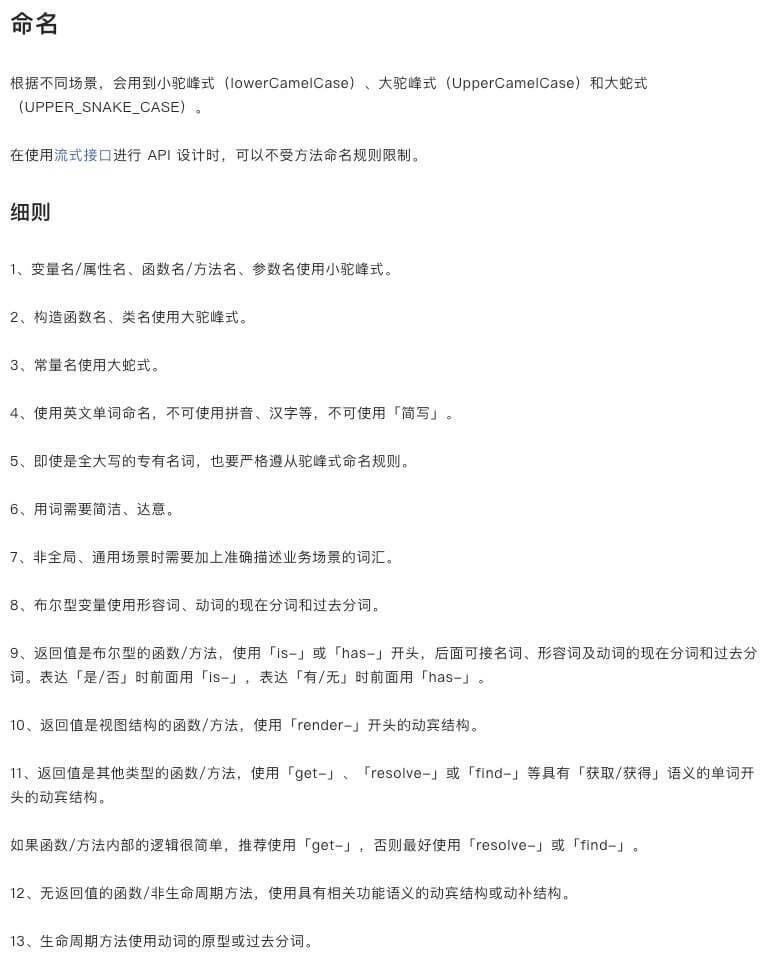 命名
根据不同场景，会用到小驼峰式（lowerCamelCase）、大驼峰式（UpperCamelCase）和大蛇式
（UPPER_SNAKE_CASE）。
在使用流式接口进行 API 设计时，可以不受方法命名规则限制。
细则
1、变量名/属性名、函数名/方法名、参数名使用小驼峰式。
2、构造函数名、类名使用大驼峰式。
3、常量名使用大蛇式。
4、使用英文单词命名，不可使用拼音、汉字等，不可使用「简写」。
5、即使是全大写的专有名词，也要严格遵从驼峰式命名规则。
6、用词需要简洁、达意。
7、非全局、通用场景时需要加上准确描述业务场景的词汇。
8、布尔型变量使用形容词、动词的现在分词和过去分词。
9、返回值是布尔型的函数/方法，使用「is-」或「has-」开头，后面可接名词、形容词及动词的现在分词和过去分
词。表达「是/否」时前面用「is-」，表达「有/无」时前面用「has-」。
10、返回值是视图结构的函数/方法，使用「render-」开头的动宾结构。
11、返回值是其他类型的函数/方法，使用「get-」、「resolve-」或「find-」等具有「获取/获得」语义的单词开
头的动宾结构。
如果函数/方法内部的逻辑很简单，推荐使用「get-」，否则最好使用「resolve-」或「find-」。
12、无返回值的函数/非生命周期方法，使用具有相关功能语义的动宾结构或动补结构。
13、生命周期方法使用动词的原型或过去分词。